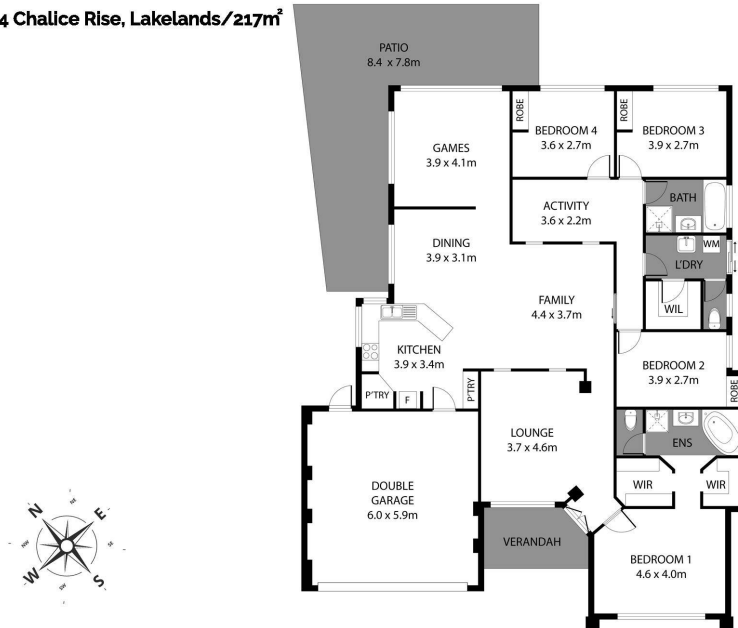 4 Chalice Rise, Lakelands/217m²
PATIO
8.4 x 7.8m
ROBE
BEDROOM 4
3.6 x 2.7m
ROBE
BEDROOM 3
3.9 x 2.7m
GAMES
3.9 x 4.1m
ACTIVITY
3.6 x 2.2m
BATH
DINING
3.9 x 3.1m
WM
L'DRY
FAMILY
4.4 x 3.7m
WIL
KITCHEN
3.9 x 3.4m
BEDROOM 2
3.9 x 2.7m
ROBE
P'TRY
F
P'TRY
LOUNGE
3.7 x 4.6m
ENS
WIR
WIR
DOUBLE
GARAGE
6.0 x 5.9m
VERANDAH
BEDROOM 1
4.6 x 4.0m
N
NE
E
NW
SE
W
SW
S